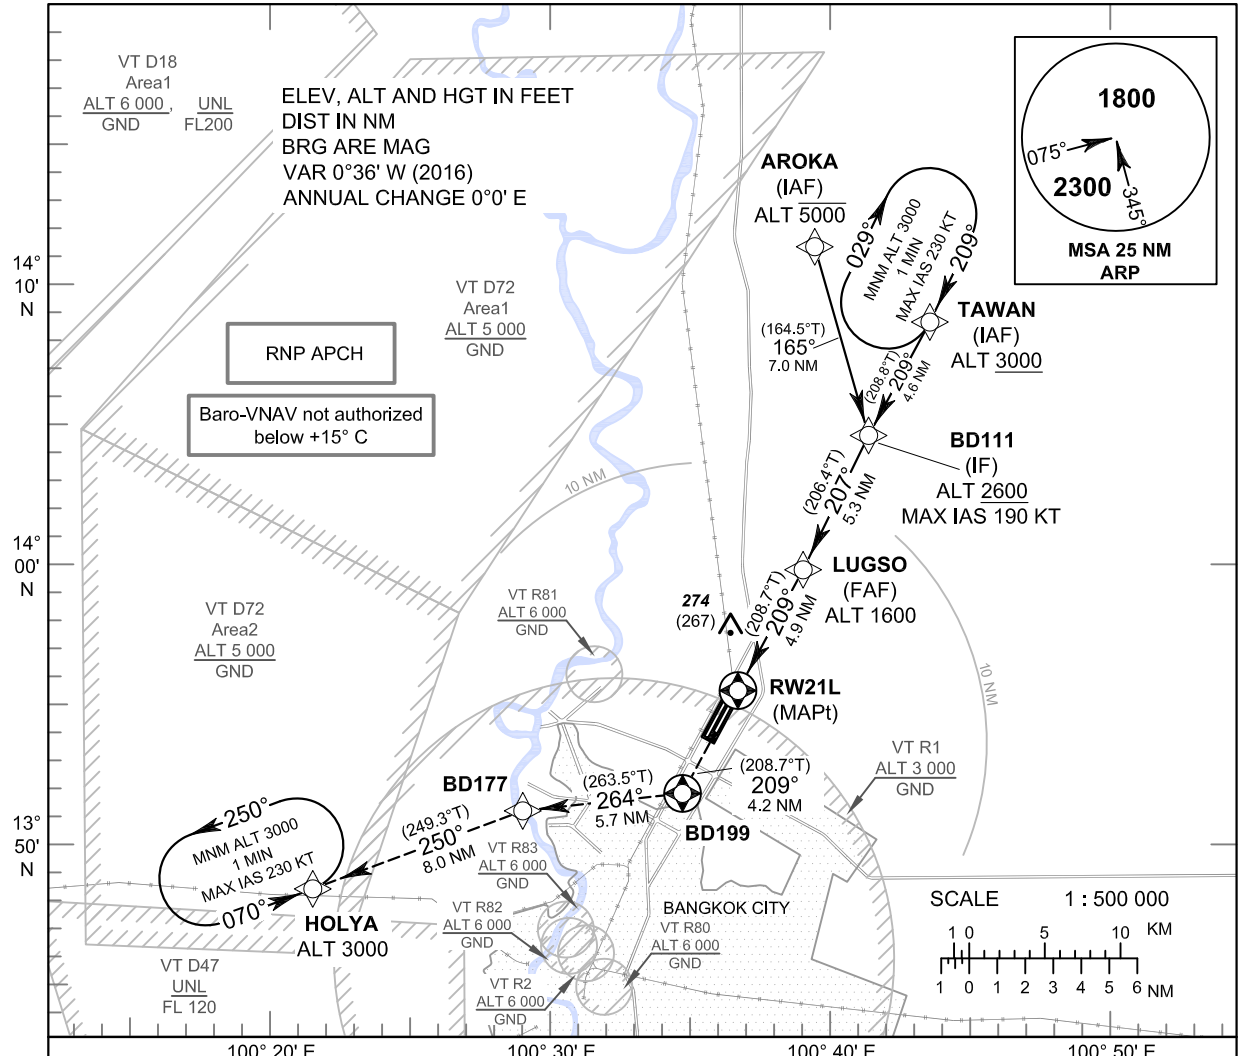 VT D18
Area1
ALT 6 000, UNL
GND FL200
ELEV, ALT AND HGT IN FEET
DIST IN NM
BRG ARE MAG
VAR 0°36' W (2016)
ANNUAL CHANGE 0°0' E
AROKA
(IAF)
ALT 5000
029°
MNM ALT 3000
1 MIN
MAX IAS 230 KT
209°
1800
075°
2300
345°
MSA 25 NM
ARP
14°
10'
N
VT D72
Area1
ALT 5 000
GND
TAWAN
(IAF)
ALT 3000
RNP APCH
Baro-VNAV not authorized
below +15° C
(164.5°T)
165°
7.0 NM
(208.8°T)
209°
4.6 NM
BD111
(IF)
ALT 2600
MAX IAS 190 KT
10 NM
(206.4°T)
207°
5.3 NM
14°
00'
N
LUGSO
(FAF)
ALT 1600
VT R81
ALT 6 000
GND
274
(267)
(208.7°T)
209°
4.9 NM
VT D72
Area2
ALT 5 000
GND
10 NM
RW21L
(MAPt)
VT R1
ALT 3 000
GND
BD177
(263.5°T)
264°
5.7 NM
(208.7°T)
209°
4.2 NM
BD199
250°
MNM ALT 3000
1 MIN
MAX IAS 230 KT
070°
(249.3°T)
250°
8.0 NM
13°
50'
N
VT R83
ALT 6 000
GND
HOLYA
ALT 3000
VT R82
ALT 6 000
GND
BANGKOK CITY
VT R80
ALT 6 000
GND
SCALE 1 : 500 000
1 0 5 10 KM
1 0 1 2 3 4 5 6 NM
VT D47
UNL
FL 120
VT R2
ALT 6 000
GND
100° 20' E 100° 30' E 100° 40' E 100° 50' E